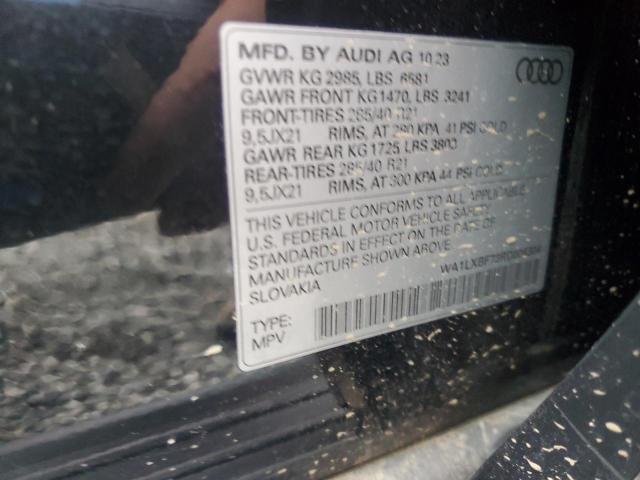 MFD. BY AUDI AG 10 23
GVWR KG 2985, LBS 6581
GAWR FRONT KG1470, LBS 3241
FRONT-TIRES 285/40 R21
9,5JX21 RIMS, AT 280 KPA 41 PSI COLD
GAWR REAR KG 1725 LBS 3803
REAR-TIRES 285/40 R21
9,5JX21 RIMS, AT 300 KPA 44 PSI COLD
THIS VEHICLE CONFORMS TO ALL APPLICABLE
U.S. FEDERAL MOTOR VEHICLE SAFETY
STANDARDS IN EFFECT ON THE DATE OF
MANUFACTURE SHOWN ABOVE.
SLOVAKIA
TYPE:
MPV